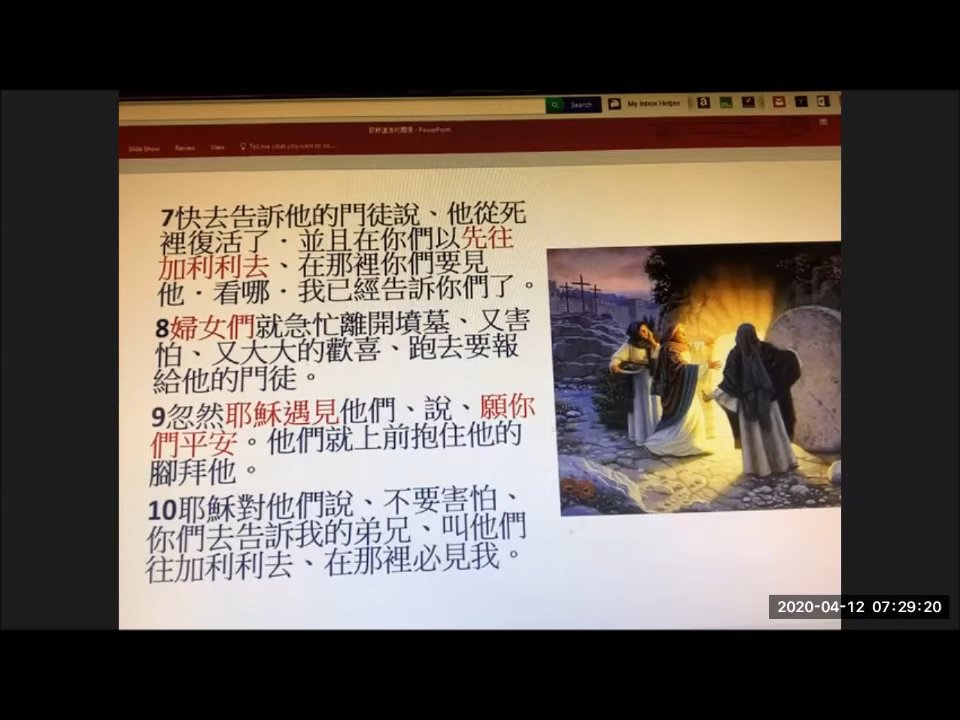 Search
My Inbox Helper
- PowerPoint
Slide Show Review View Tell me what you want to do...
7快去告訴他的門徒說、他從死
裡復活了．並且在你們以先往
加利利去、在那裡你們要見
他．看哪．我已經告訴你們了。
8婦女們就急忙離開墳墓、又害
怕、又大大的歡喜、跑去要報
給他的門徒。
9忽然耶穌遇見他們、說、願你
們平安。他們就上前抱住他的
腳拜他。
10耶穌對他們說、不要害怕、
你們去告訴我的弟兄、叫他們
往加利利去、在那裡必見我。
2020-04-12 07:29:20